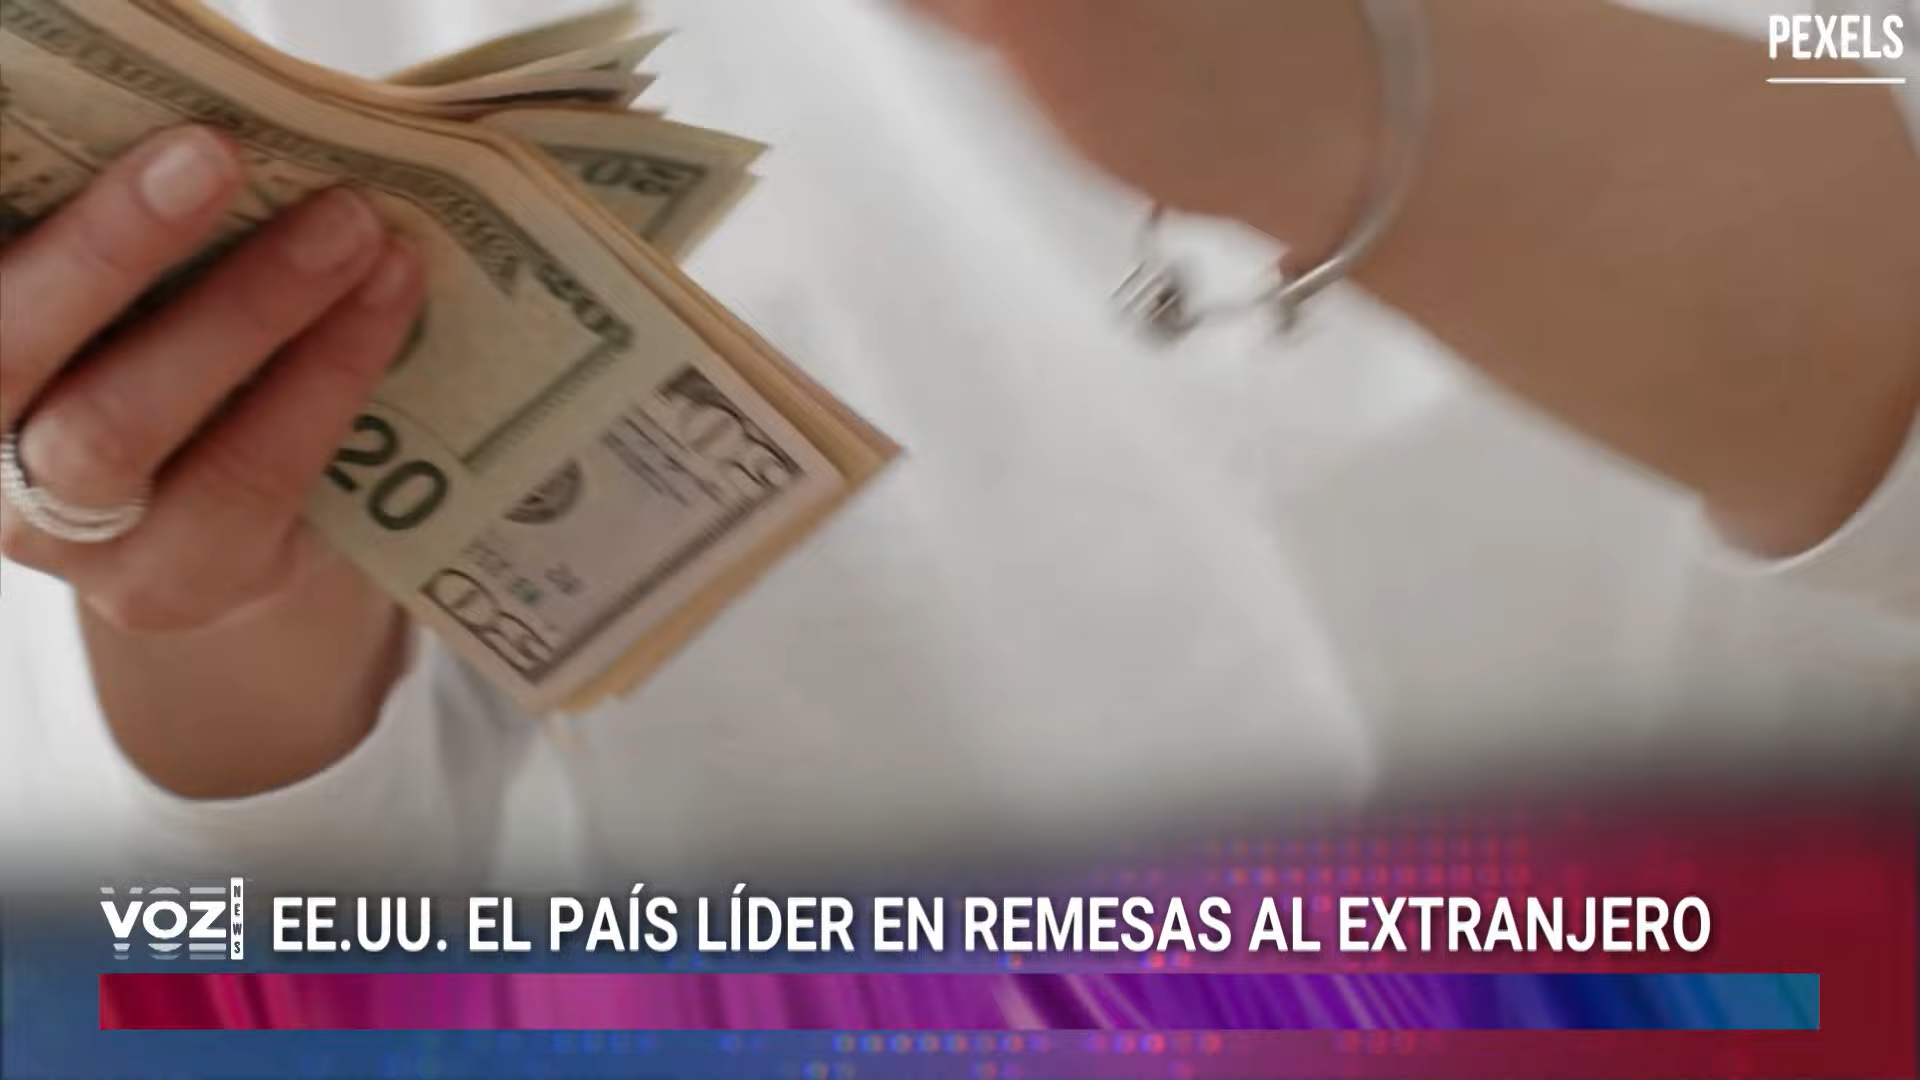 PEXELS
20
VOZ NEWS
EE.UU. EL PAÍS LÍDER EN REMESAS AL EXTRANJERO